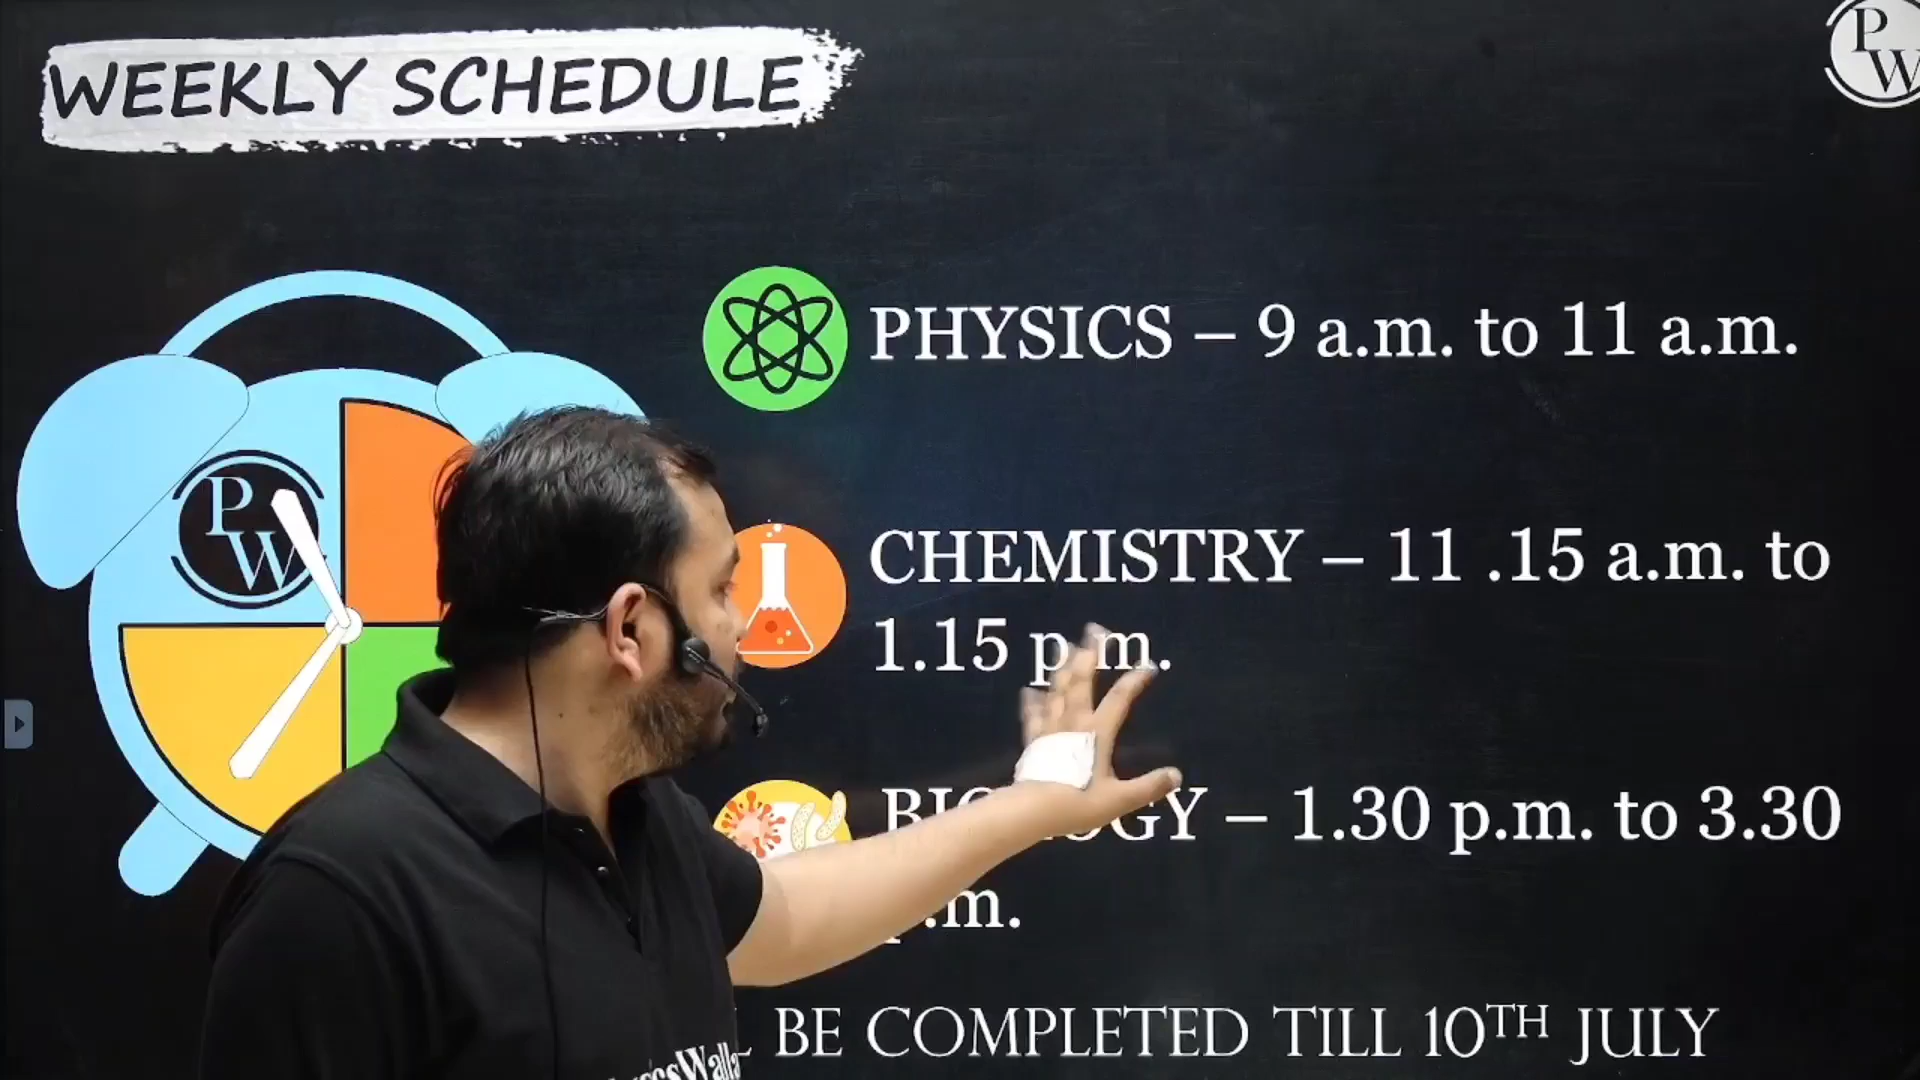 WEEKLY SCHEDULE
P
W
PHYSICS – 9 a.m. to 11 a.m.
P
W
CHEMISTRY – 11 .15 a.m. to
1.15 p.m.
– 1.30 p.m. to 3.30
BE COMPLETED TILL 10TH JULY